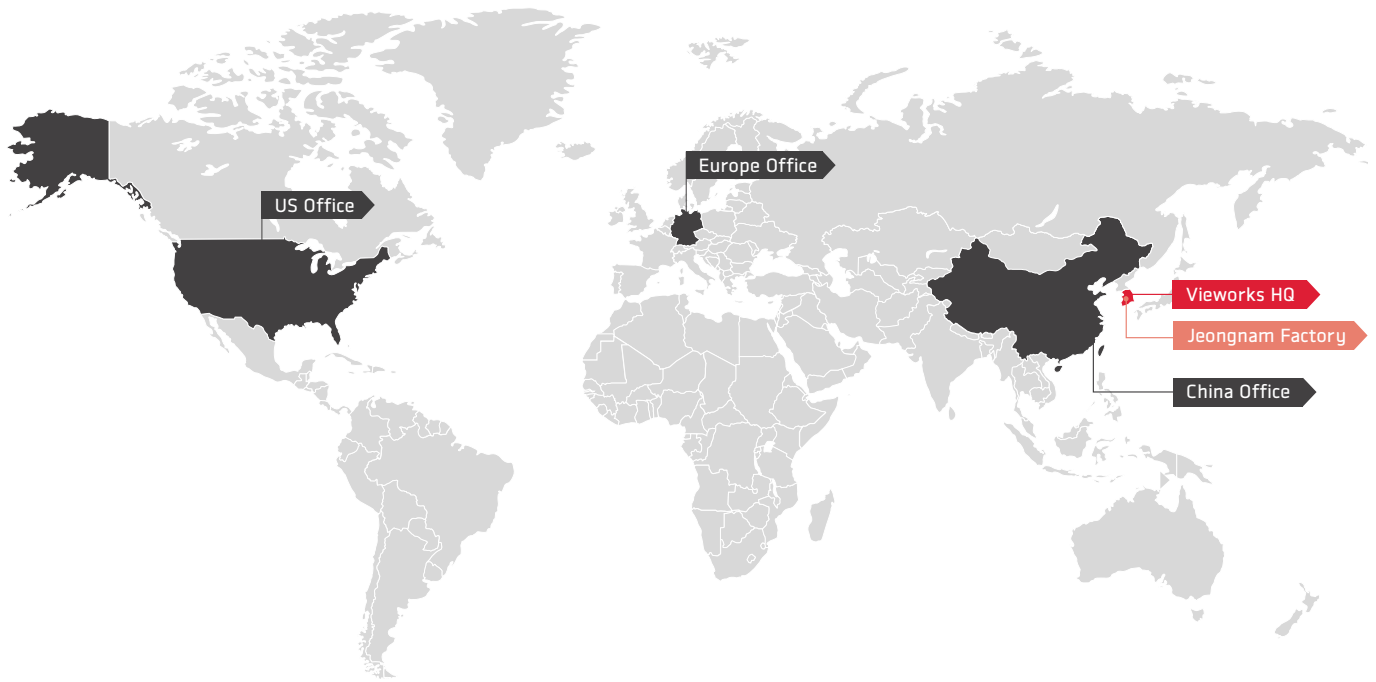 Europe Office
US Office
Vieworks HQ
Jeongnam Factory
China Office